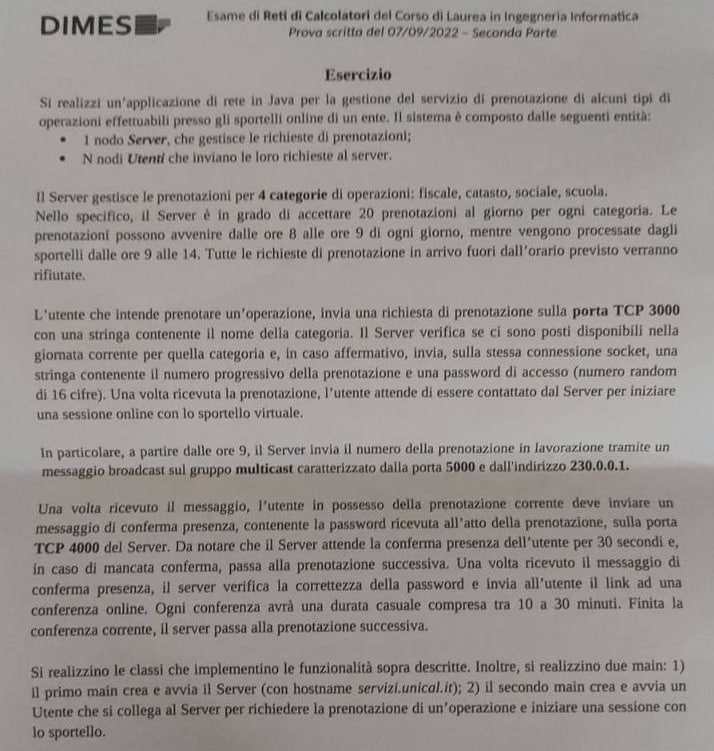 DIMES
Esame di Reti di Calcolatori del Corso di Laurea in Ingegneria Informatica
Prova scritta del 07/09/2022 – Seconda Parte
Esercizio
Si realizzi un'applicazione di rete in Java per la gestione del servizio di prenotazione di alcuni tipi di
operazioni effettuabili presso gli sportelli online di un ente. Il sistema è composto dalle seguenti entità:
• 1 nodo Server, che gestisce le richieste di prenotazioni;
• N nodi Utenti che inviano le loro richieste al server.
Il Server gestisce le prenotazioni per 4 categorie di operazioni: fiscale, catasto, sociale, scuola.
Nello specifico, il Server è in grado di accettare 20 prenotazioni al giorno per ogni categoria. Le
prenotazioni possono avvenire dalle ore 8 alle ore 9 di ogni giorno, mentre vengono processate dagli
sportelli dalle ore 9 alle 14. Tutte le richieste di prenotazione in arrivo fuori dall'orario previsto verranno
rifiutate.
L'utente che intende prenotare un'operazione, invia una richiesta di prenotazione sulla porta TCP 3000
con una stringa contenente il nome della categoria. Il Server verifica se ci sono posti disponibili nella
giornata corrente per quella categoria e, in caso affermativo, invia, sulla stessa connessione socket, una
stringa contenente il numero progressivo della prenotazione e una password di accesso (numero random
di 16 cifre). Una volta ricevuta la prenotazione, l'utente attende di essere contattato dal Server per iniziare
una sessione online con lo sportello virtuale.
In particolare, a partire dalle ore 9, il Server invia il numero della prenotazione in lavorazione tramite un
messaggio broadcast sul gruppo multicast caratterizzato dalla porta 5000 e dall'indirizzo 230.0.0.1.
Una volta ricevuto il messaggio, l'utente in possesso della prenotazione corrente deve inviare un
messaggio di conferma presenza, contenente la password ricevuta all'atto della prenotazione, sulla porta
TCP 4000 del Server. Da notare che il Server attende la conferma presenza dell'utente per 30 secondi e,
in caso di mancata conferma, passa alla prenotazione successiva. Una volta ricevuto il messaggio di
conferma presenza, il server verifica la correttezza della password e invia all'utente il link ad una
conferenza online. Ogni conferenza avrà una durata casuale compresa tra 10 a 30 minuti. Finita la
conferenza corrente, il server passa alla prenotazione successiva.
Si realizzino le classi che implementino le funzionalità sopra descritte. Inoltre, si realizzino due main: 1)
il primo main crea e avvia il Server (con hostname servizi.unical.it); 2) il secondo main crea e avvia un
Utente che si collega al Server per richiedere la prenotazione di un'operazione e iniziare una sessione con
lo sportello.